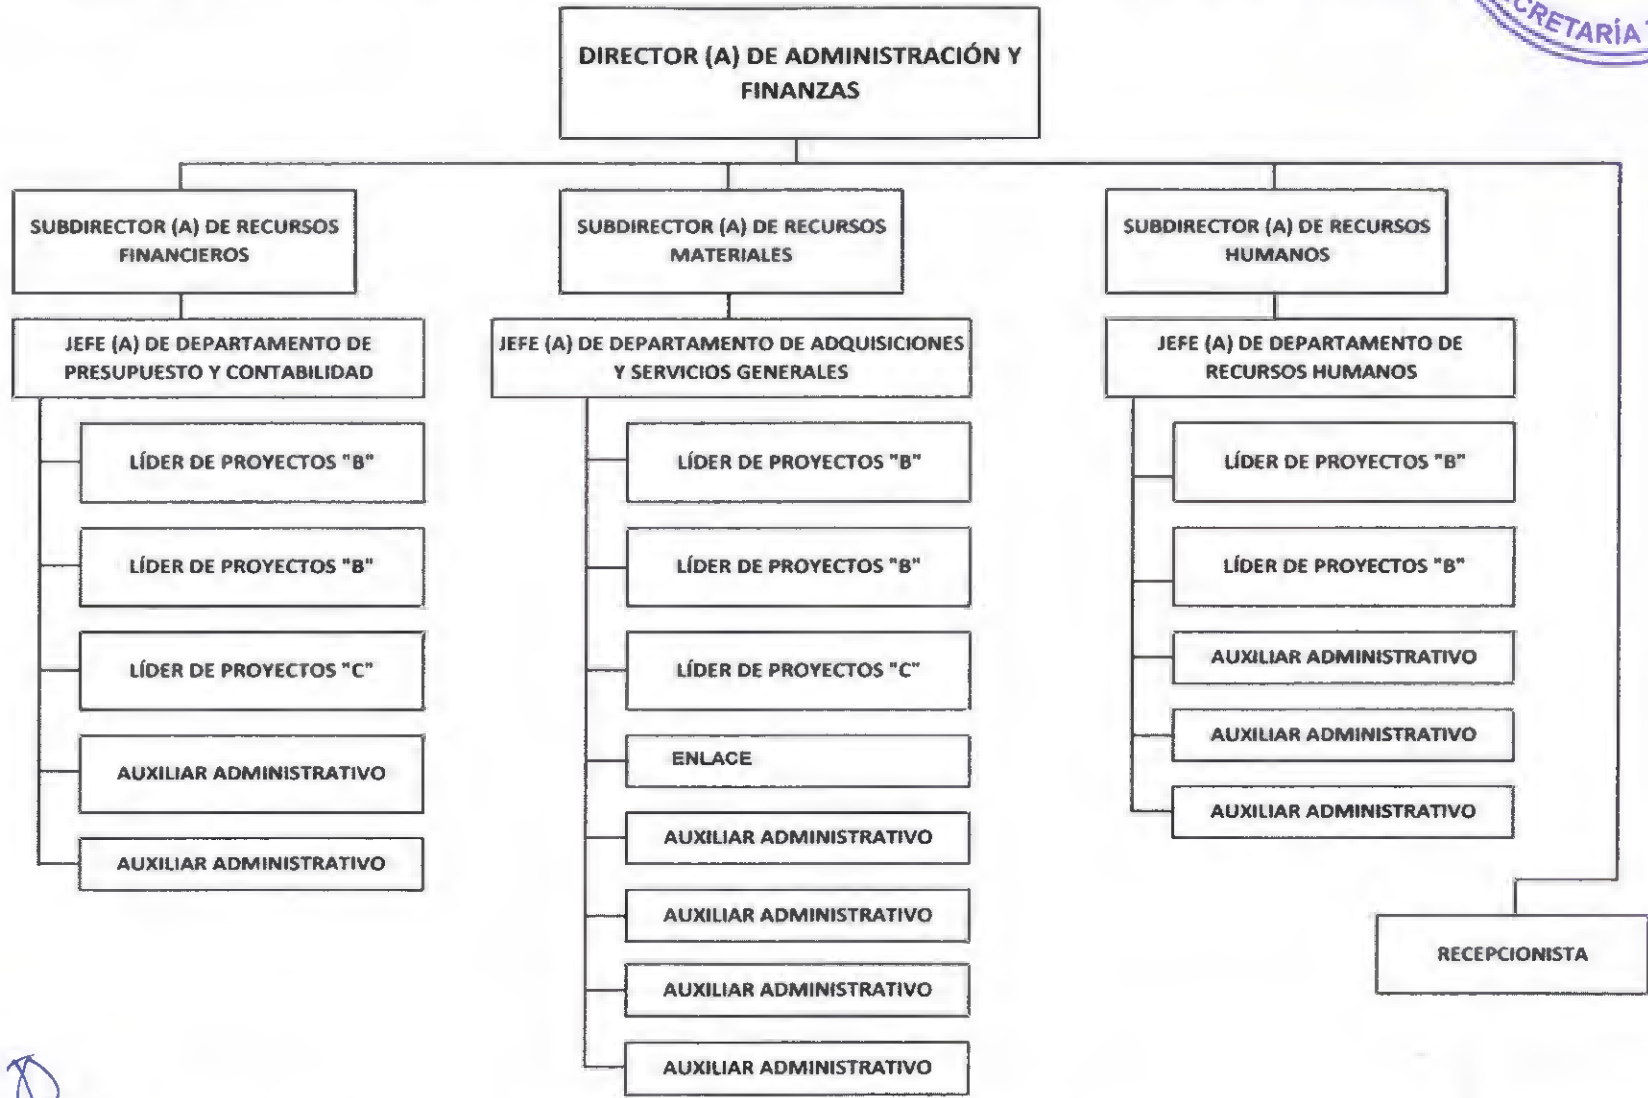 DIRECTOR (A) DE ADMINISTRACIÓN Y
FINANZAS
SUBDIRECTOR (A) DE RECURSOS
FINANCIEROS
SUBDIRECTOR (A) DE RECURSOS
MATERIALES
SUBDIRECTOR (A) DE RECURSOS
HUMANOS
JEFE (A) DE DEPARTAMENTO DE
PRESUPUESTO Y CONTABILIDAD
JEFE (A) DE DEPARTAMENTO DE ADQUISICIONES
Y SERVICIOS GENERALES
JEFE (A) DE DEPARTAMENTO DE
RECURSOS HUMANOS
LÍDER DE PROYECTOS "B"
LÍDER DE PROYECTOS "B"
LÍDER DE PROYECTOS "C"
AUXILIAR ADMINISTRATIVO
AUXILIAR ADMINISTRATIVO
LÍDER DE PROYECTOS "B"
LÍDER DE PROYECTOS "B"
LÍDER DE PROYECTOS "C"
ENLACE
AUXILIAR ADMINISTRATIVO
AUXILIAR ADMINISTRATIVO
AUXILIAR ADMINISTRATIVO
AUXILIAR ADMINISTRATIVO
LÍDER DE PROYECTOS "B"
LÍDER DE PROYECTOS "B"
AUXILIAR ADMINISTRATIVO
AUXILIAR ADMINISTRATIVO
AUXILIAR ADMINISTRATIVO
RECEPCIONISTA